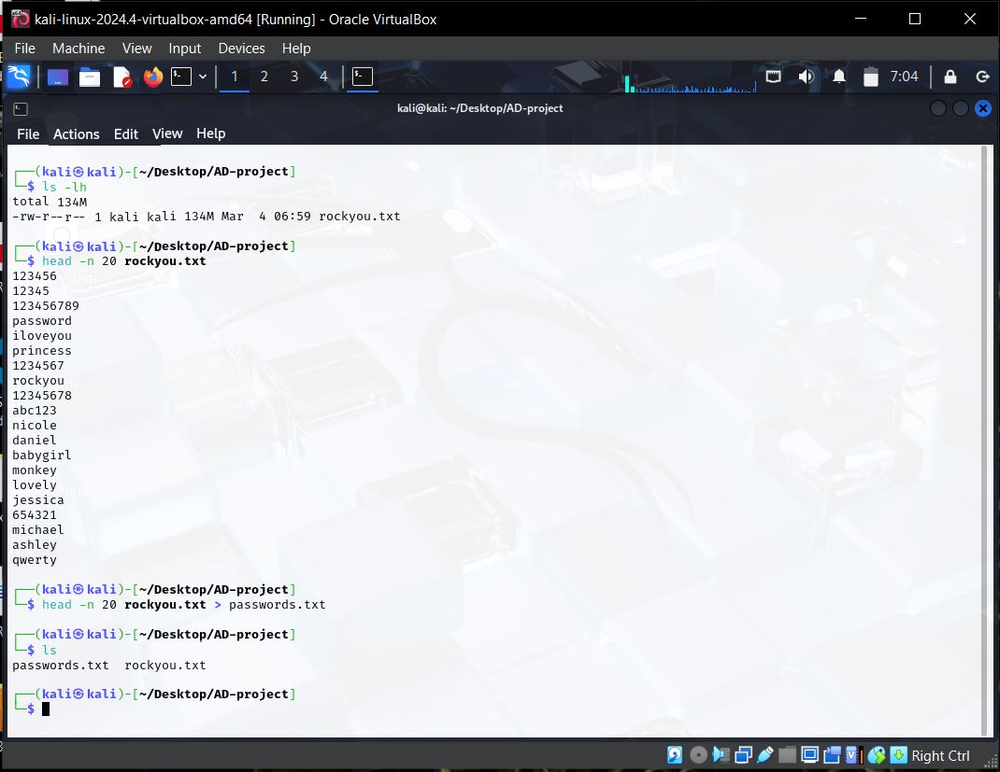 kali-linux-2024.4-virtualbox-amd64 [Running] - Oracle VirtualBox
File Machine View Input Devices Help
1 2 3 4 7:04
kali@kali: ~/Desktop/AD-project
File Actions Edit View Help
┌──(kali㉿kali)-[~/Desktop/AD-project]
└─$ ls -lh
total 134M
-rw-r--r-- 1 kali kali 134M Mar  4 06:59 rockyou.txt
┌──(kali㉿kali)-[~/Desktop/AD-project]
└─$ head -n 20 rockyou.txt
123456
12345
123456789
password
iloveyou
princess
1234567
rockyou
12345678
abc123
nicole
daniel
babygirl
monkey
lovely
jessica
654321
michael
ashley
qwerty
┌──(kali㉿kali)-[~/Desktop/AD-project]
└─$ head -n 20 rockyou.txt > passwords.txt
┌──(kali㉿kali)-[~/Desktop/AD-project]
└─$ ls
passwords.txt  rockyou.txt
┌──(kali㉿kali)-[~/Desktop/AD-project]
└─$
Right Ctrl